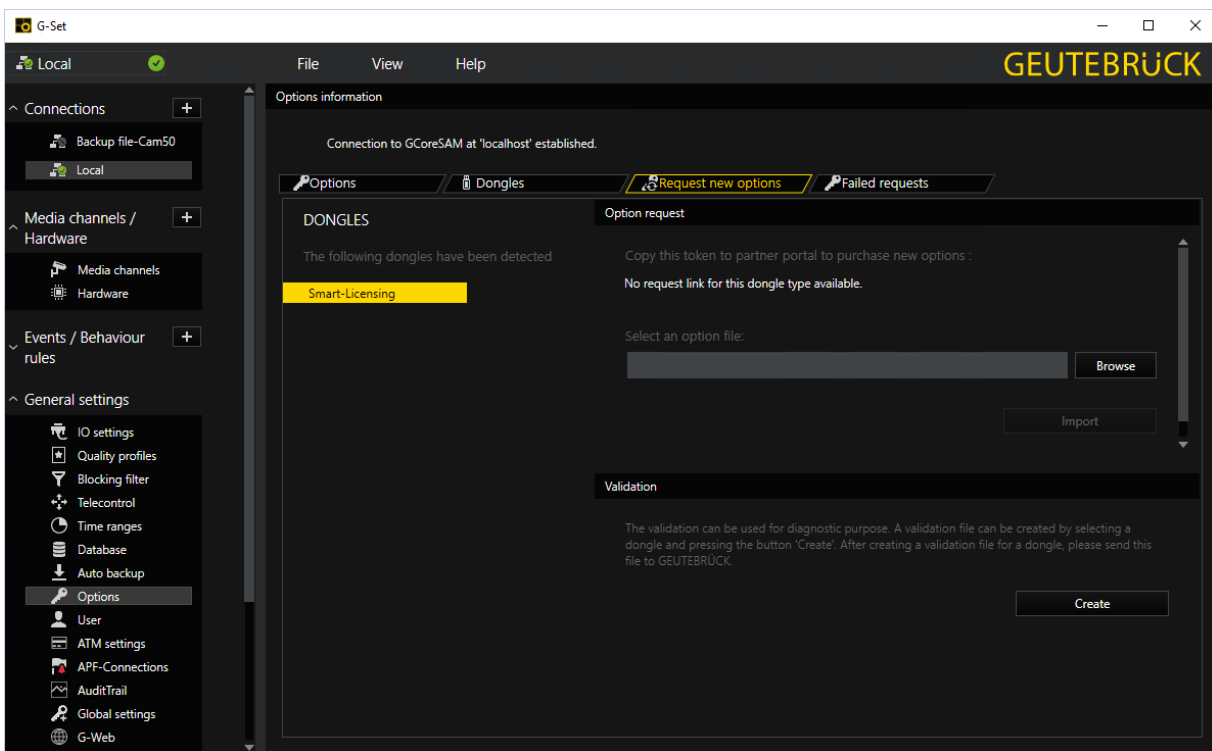 G-Set
Local
File View Help
GEUTEBRÜCK
Connections
Backup file-Cam50
Local
Media channels /
Hardware
Media channels
Hardware
Events / Behaviour
rules
General settings
IO settings
Quality profiles
Blocking filter
Telecontrol
Time ranges
Database
Auto backup
Options
User
ATM settings
APF-Connections
AuditTrail
Global settings
G-Web
Options information
Connection to GCoreSAM at 'localhost' established.
Options Dongles Request new options Failed requests
DONGLES
The following dongles have been detected
Smart-Licensing
Option request
Copy this token to partner portal to purchase new options :
No request link for this dongle type available.
Select an option file:
Browse
Import
Validation
The validation can be used for diagnostic purpose. A validation file can be created by selecting a
dongle and pressing the button 'Create'. After creating a validation file for a dongle, please send this
file to GEUTEBRÜCK.
Create